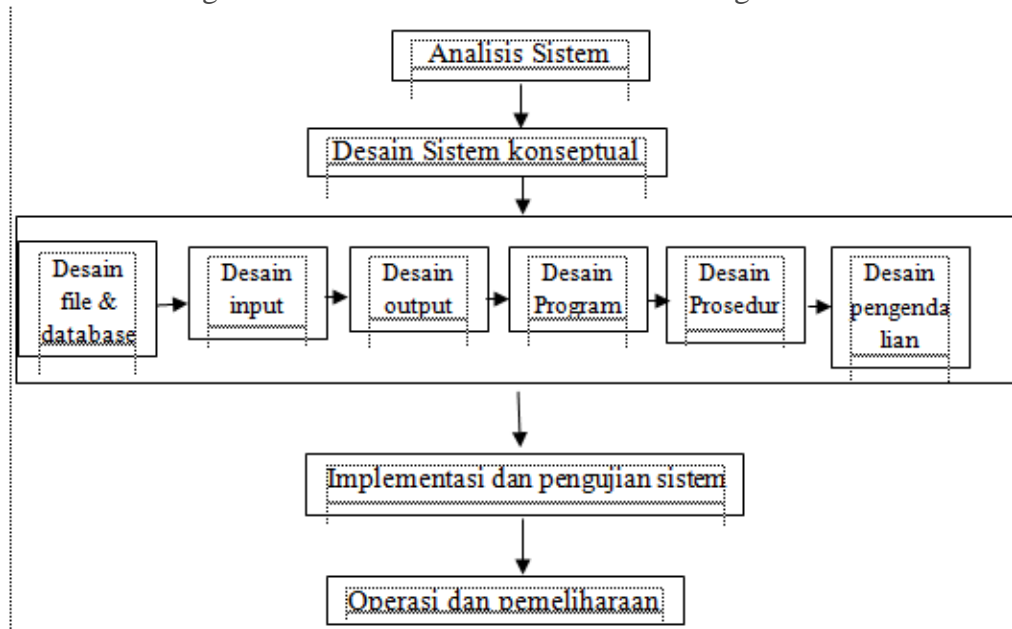 Analisis Sistem
Desain Sistem konseptual
Desain
file &
database
Desain
input
Desain
output
Desain
Program
Desain
Prosedur
Desain
pengenda
lian
Implementasi dan pengujian sistem
Operasi dan pemeliharaan